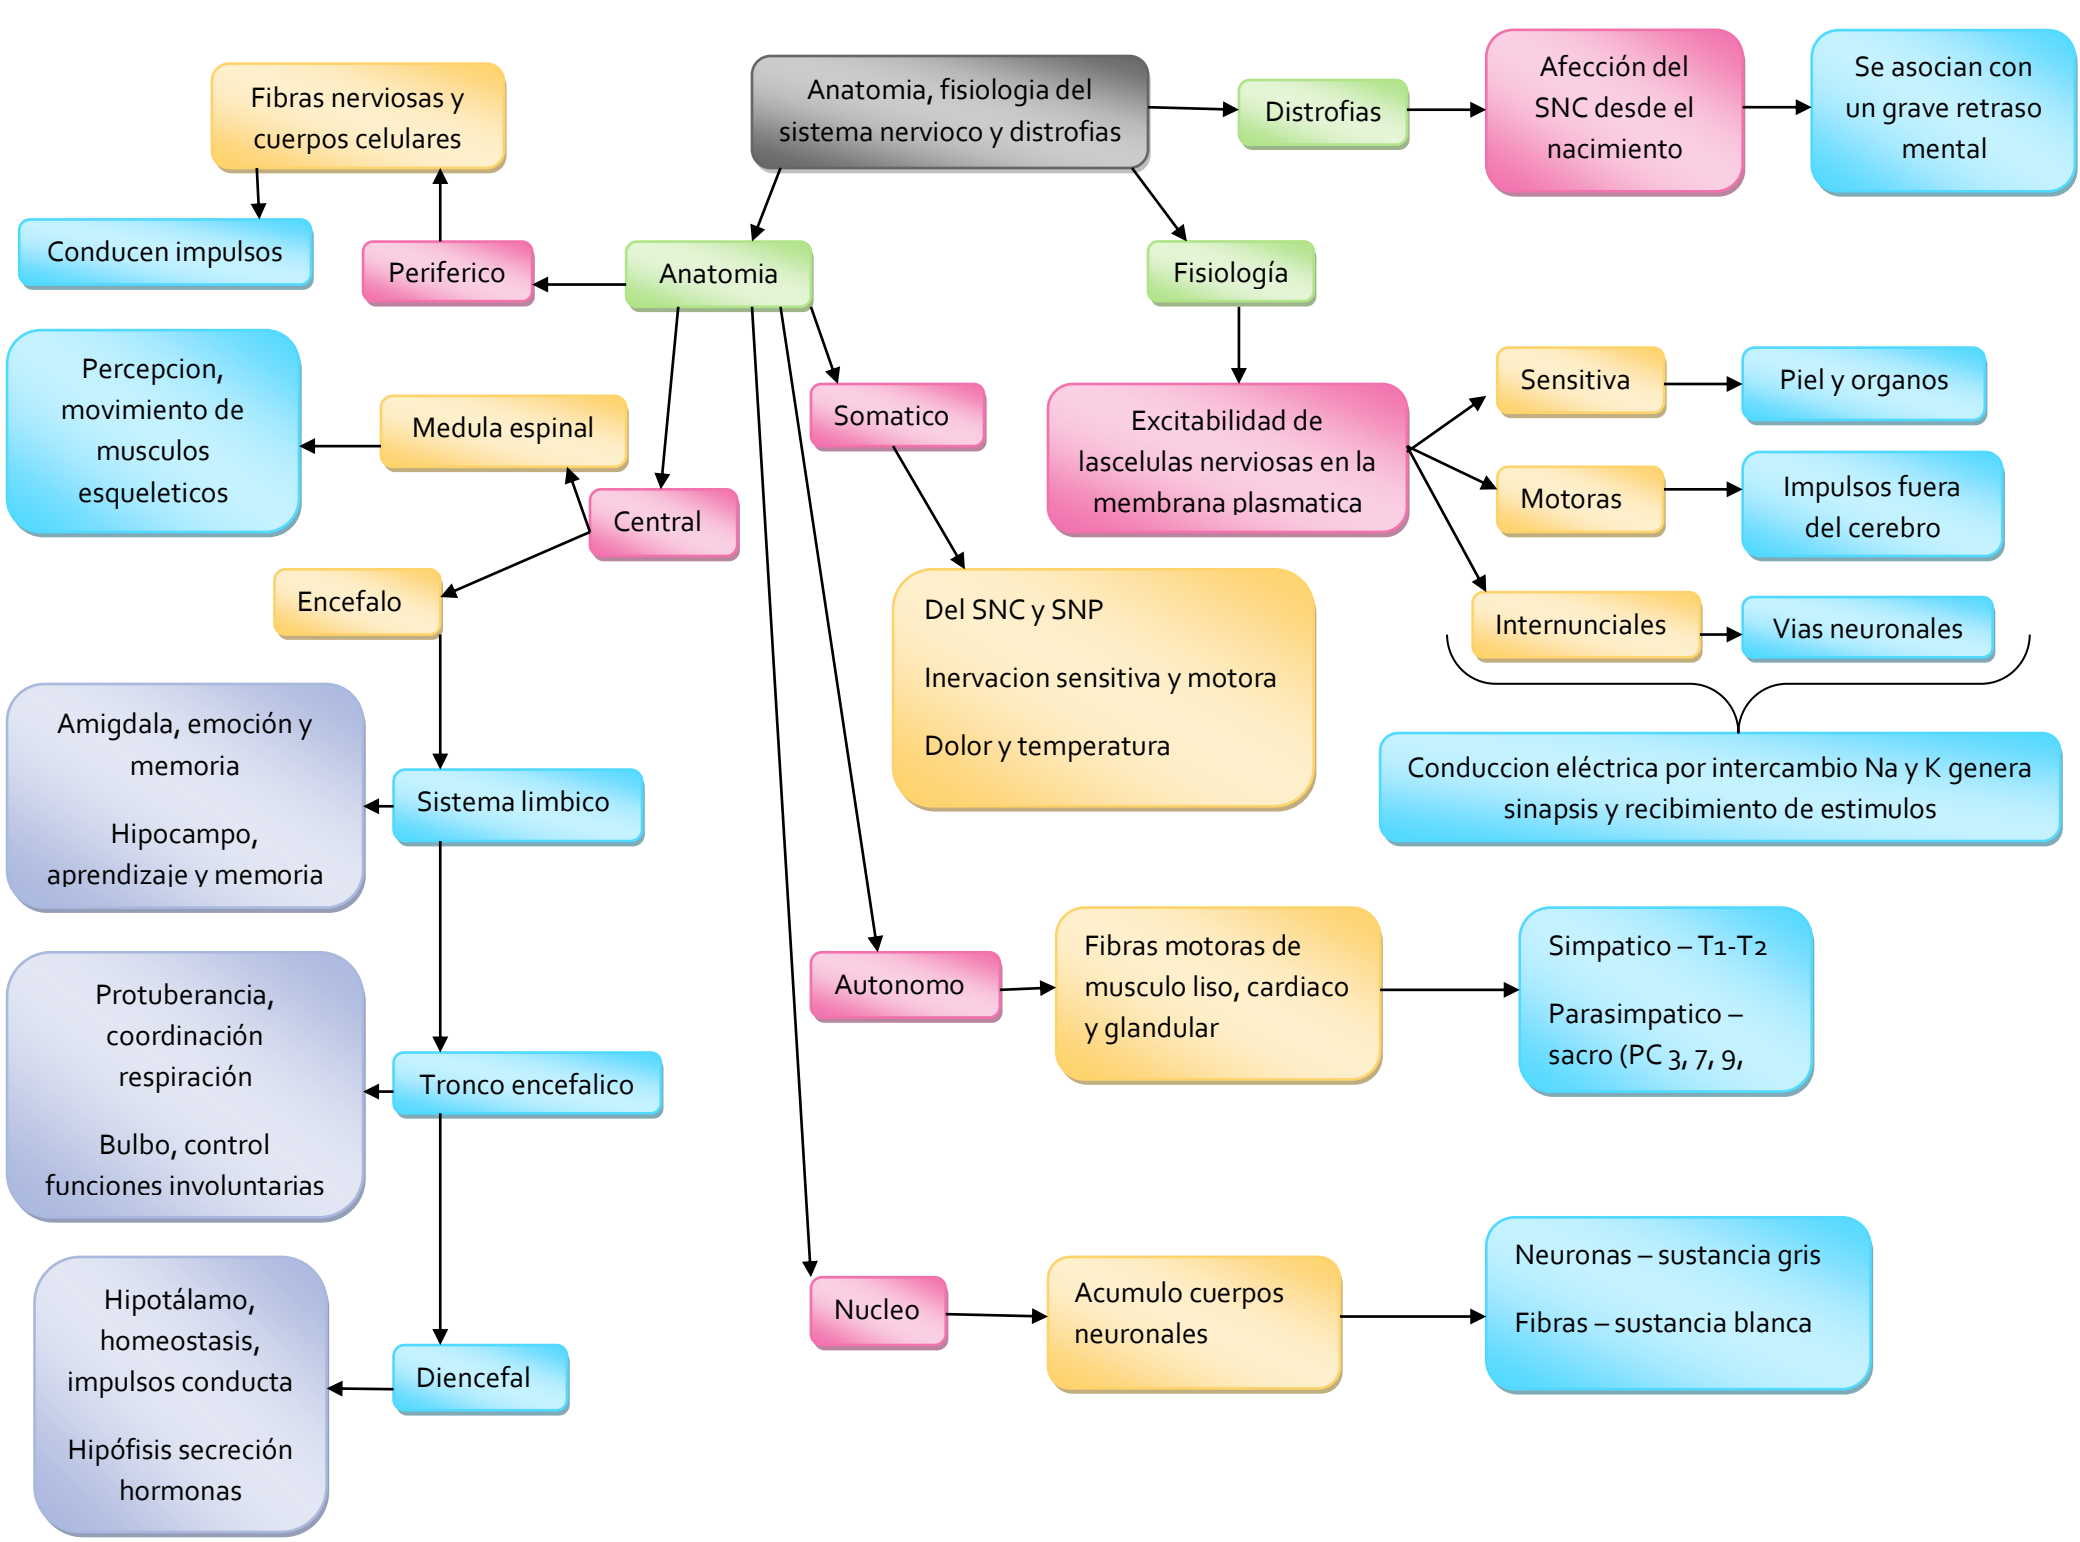 Anatomia, fisiologia del
sistema nervioco y distrofias
Distrofias
Afección del
SNC desde el
nacimiento
Se asocian con
un grave retraso
mental
Fibras nerviosas y
cuerpos celulares
Conducen impulsos
Periferico
Anatomia
Fisiología
Percepcion,
movimiento de
musculos
esqueleticos
Medula espinal
Central
Somatico
Excitabilidad de
lascelulas nerviosas en la
membrana plasmatica
Sensitiva
Piel y organos
Motoras
Impulsos fuera
del cerebro
Internunciales
Vias neuronales
Encefalo
Del SNC y SNP
Inervacion sensitiva y motora
Dolor y temperatura
Conduccion eléctrica por intercambio Na y K genera
sinapsis y recibimiento de estimulos
Amigdala, emoción y
memoria
Hipocampo,
aprendizaje y memoria
Sistema limbico
Protuberancia,
coordinación
respiración
Bulbo, control
funciones involuntarias
Tronco encefalico
Autonomo
Fibras motoras de
musculo liso, cardiaco
y glandular
Simpatico – T1-T2
Parasimpatico –
sacro (PC 3, 7, 9,
Hipotálamo,
homeostasis,
impulsos conducta
Hipófisis secreción
hormonas
Diencefal
Nucleo
Acumulo cuerpos
neuronales
Neuronas – sustancia gris
Fibras – sustancia blanca